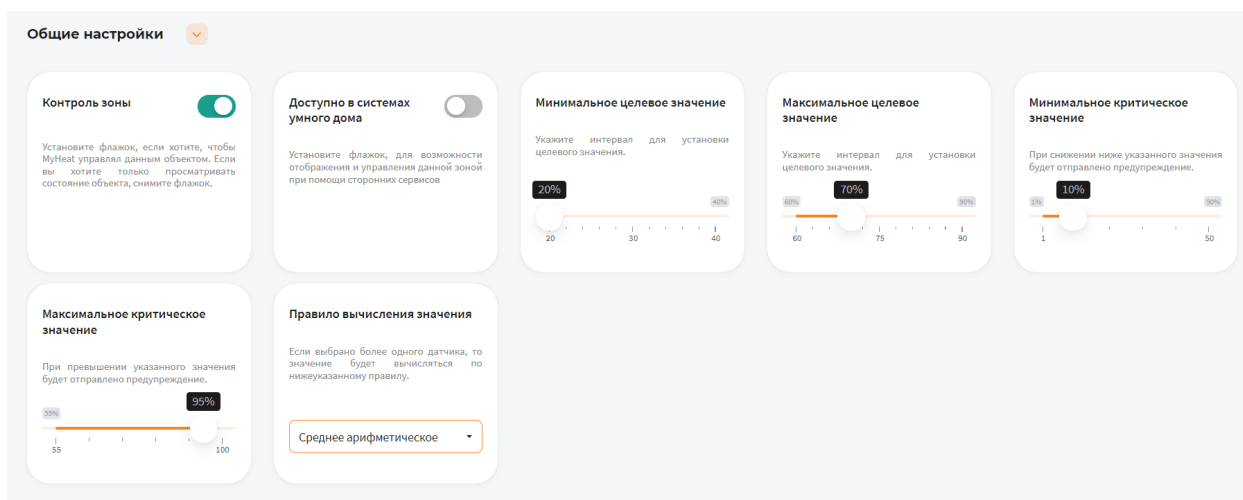 Общие настройки
Контроль зоны
Установите флажок, если хотите, чтобы
MyHeat управлял данным объектом. Если
вы хотите только просматривать
состояние объекта, снимите флажок.
Доступно в системах
умного дома
Установите флажок, для возможности
отображения и управления данной зоной
при помощи сторонних сервисов
Минимальное целевое значение
Укажите интервал для установки
целевого значения.
20%
40%
20 30 40
Максимальное целевое
значение
Укажите интервал для установки
целевого значения.
70%
60% 90%
60 75 90
Минимальное критическое
значение
При снижении ниже указанного значения
будет отправлено предупреждение.
10%
1% 50%
1 50
Максимальное критическое
значение
При превышении указанного значения
будет отправлено предупреждение.
95%
55%
55 100
Правило вычисления значения
Если выбрано более одного датчика, то
значение будет вычисляться по
нижеуказанному правилу.
Среднее арифметическое